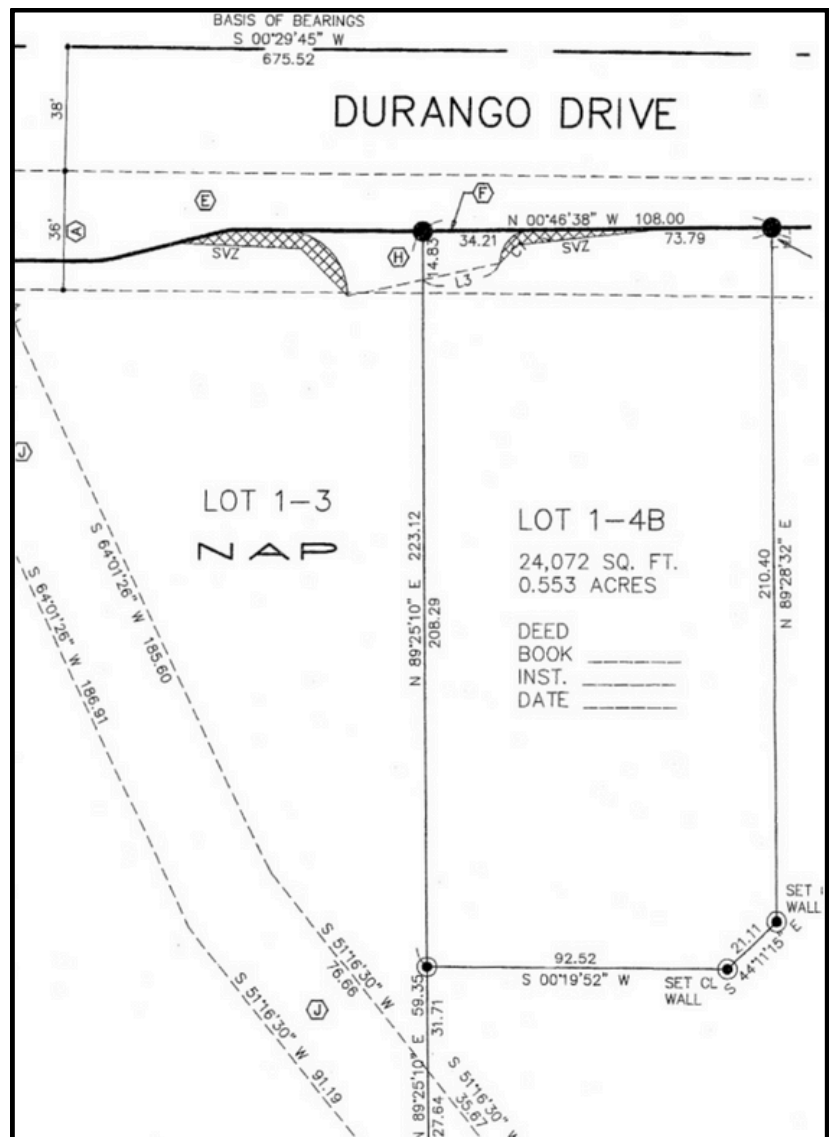 BASIS OF BEARINGS
S 00°29'45" W
675.52
DURANGO DRIVE
38'
36'
A
E
F
N 00°46'38" W 108.00
34.21
73.79
SVZ
SVZ
H
14.83
C1
L3
J
LOT 1-3
NAP
LOT 1-4B
24,072 SQ. FT.
0.553 ACRES
DEED
BOOK
INST.
DATE
N 89°25'10" E 223.12
208.29
210.40
N 89°28'32" E
S 64°01'26" W 185.60
S 64°01'26" W 186.91
SET
WALL
21.11
S 44°11'15" E
92.52
S 00°19'52" W
SET CL
WALL
S 51°16'30" W
76.66
J
S 51°16'30" W 91.19
N 89°25'10" E 59.35
31.71
27.64
S 51°16'30" W
35.67